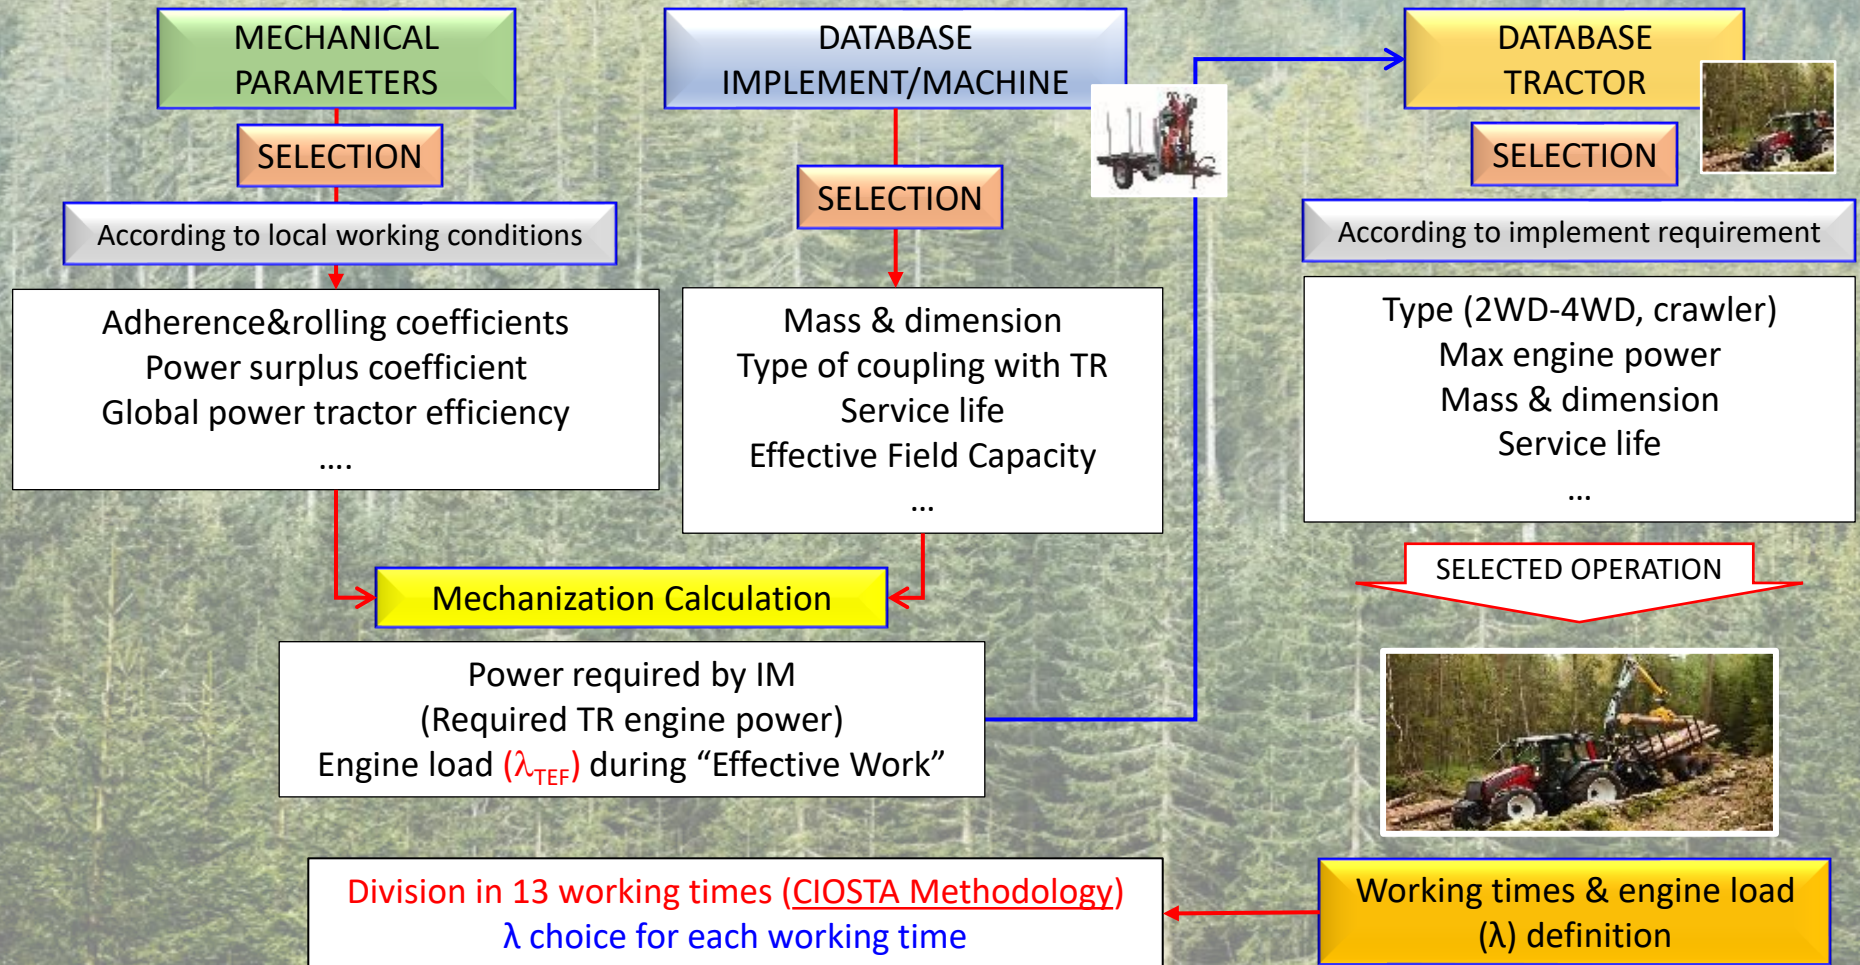 MECHANICAL
PARAMETERS
SELECTION
According to local working conditions
Adherence&rolling coefficients
Power surplus coefficient
Global power tractor efficiency
....
DATABASE
IMPLEMENT/MACHINE
SELECTION
Mass & dimension
Type of coupling with TR
Service life
Effective Field Capacity
...
Mechanization Calculation
Power required by IM
(Required TR engine power)
Engine load (λTEF) during “Effective Work”
DATABASE
TRACTOR
SELECTION
According to implement requirement
Type (2WD-4WD, crawler)
Max engine power
Mass & dimension
Service life
...
SELECTED OPERATION
Working times & engine load
(λ) definition
Division in 13 working times (CIOSTA Methodology)
λ choice for each working time